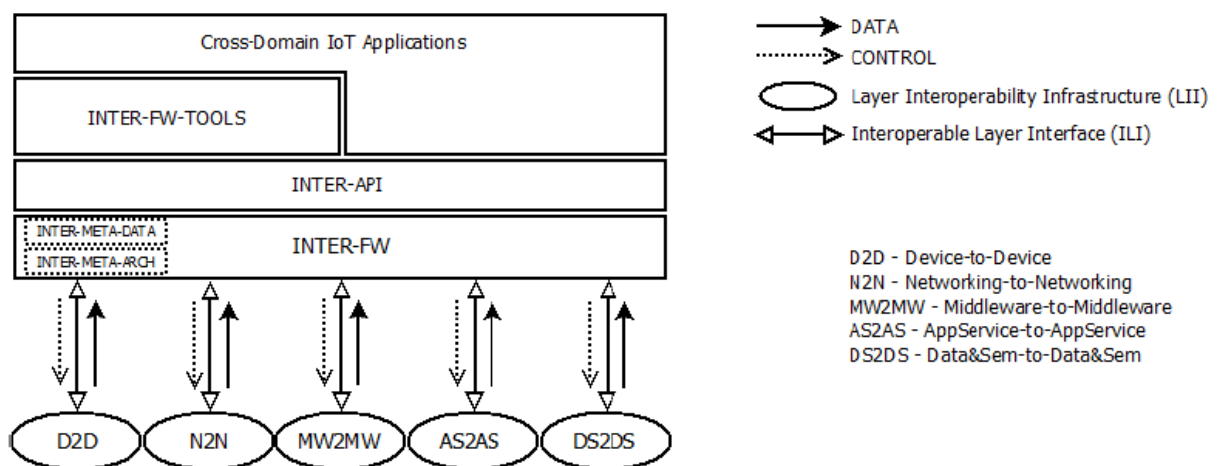 Cross-Domain IoT Applications
INTER-FW-TOOLS
INTER-API
INTER-META-DATA
INTER-META-ARCH
INTER-FW
D2D
N2N
MW2MW
AS2AS
DS2DS
DATA
CONTROL
Layer Interoperability Infrastructure (LII)
Interoperable Layer Interface (ILI)
D2D - Device-to-Device
N2N - Networking-to-Networking
MW2MW - Middleware-to-Middleware
AS2AS - AppService-to-AppService
DS2DS - Data&Sem-to-Data&Sem